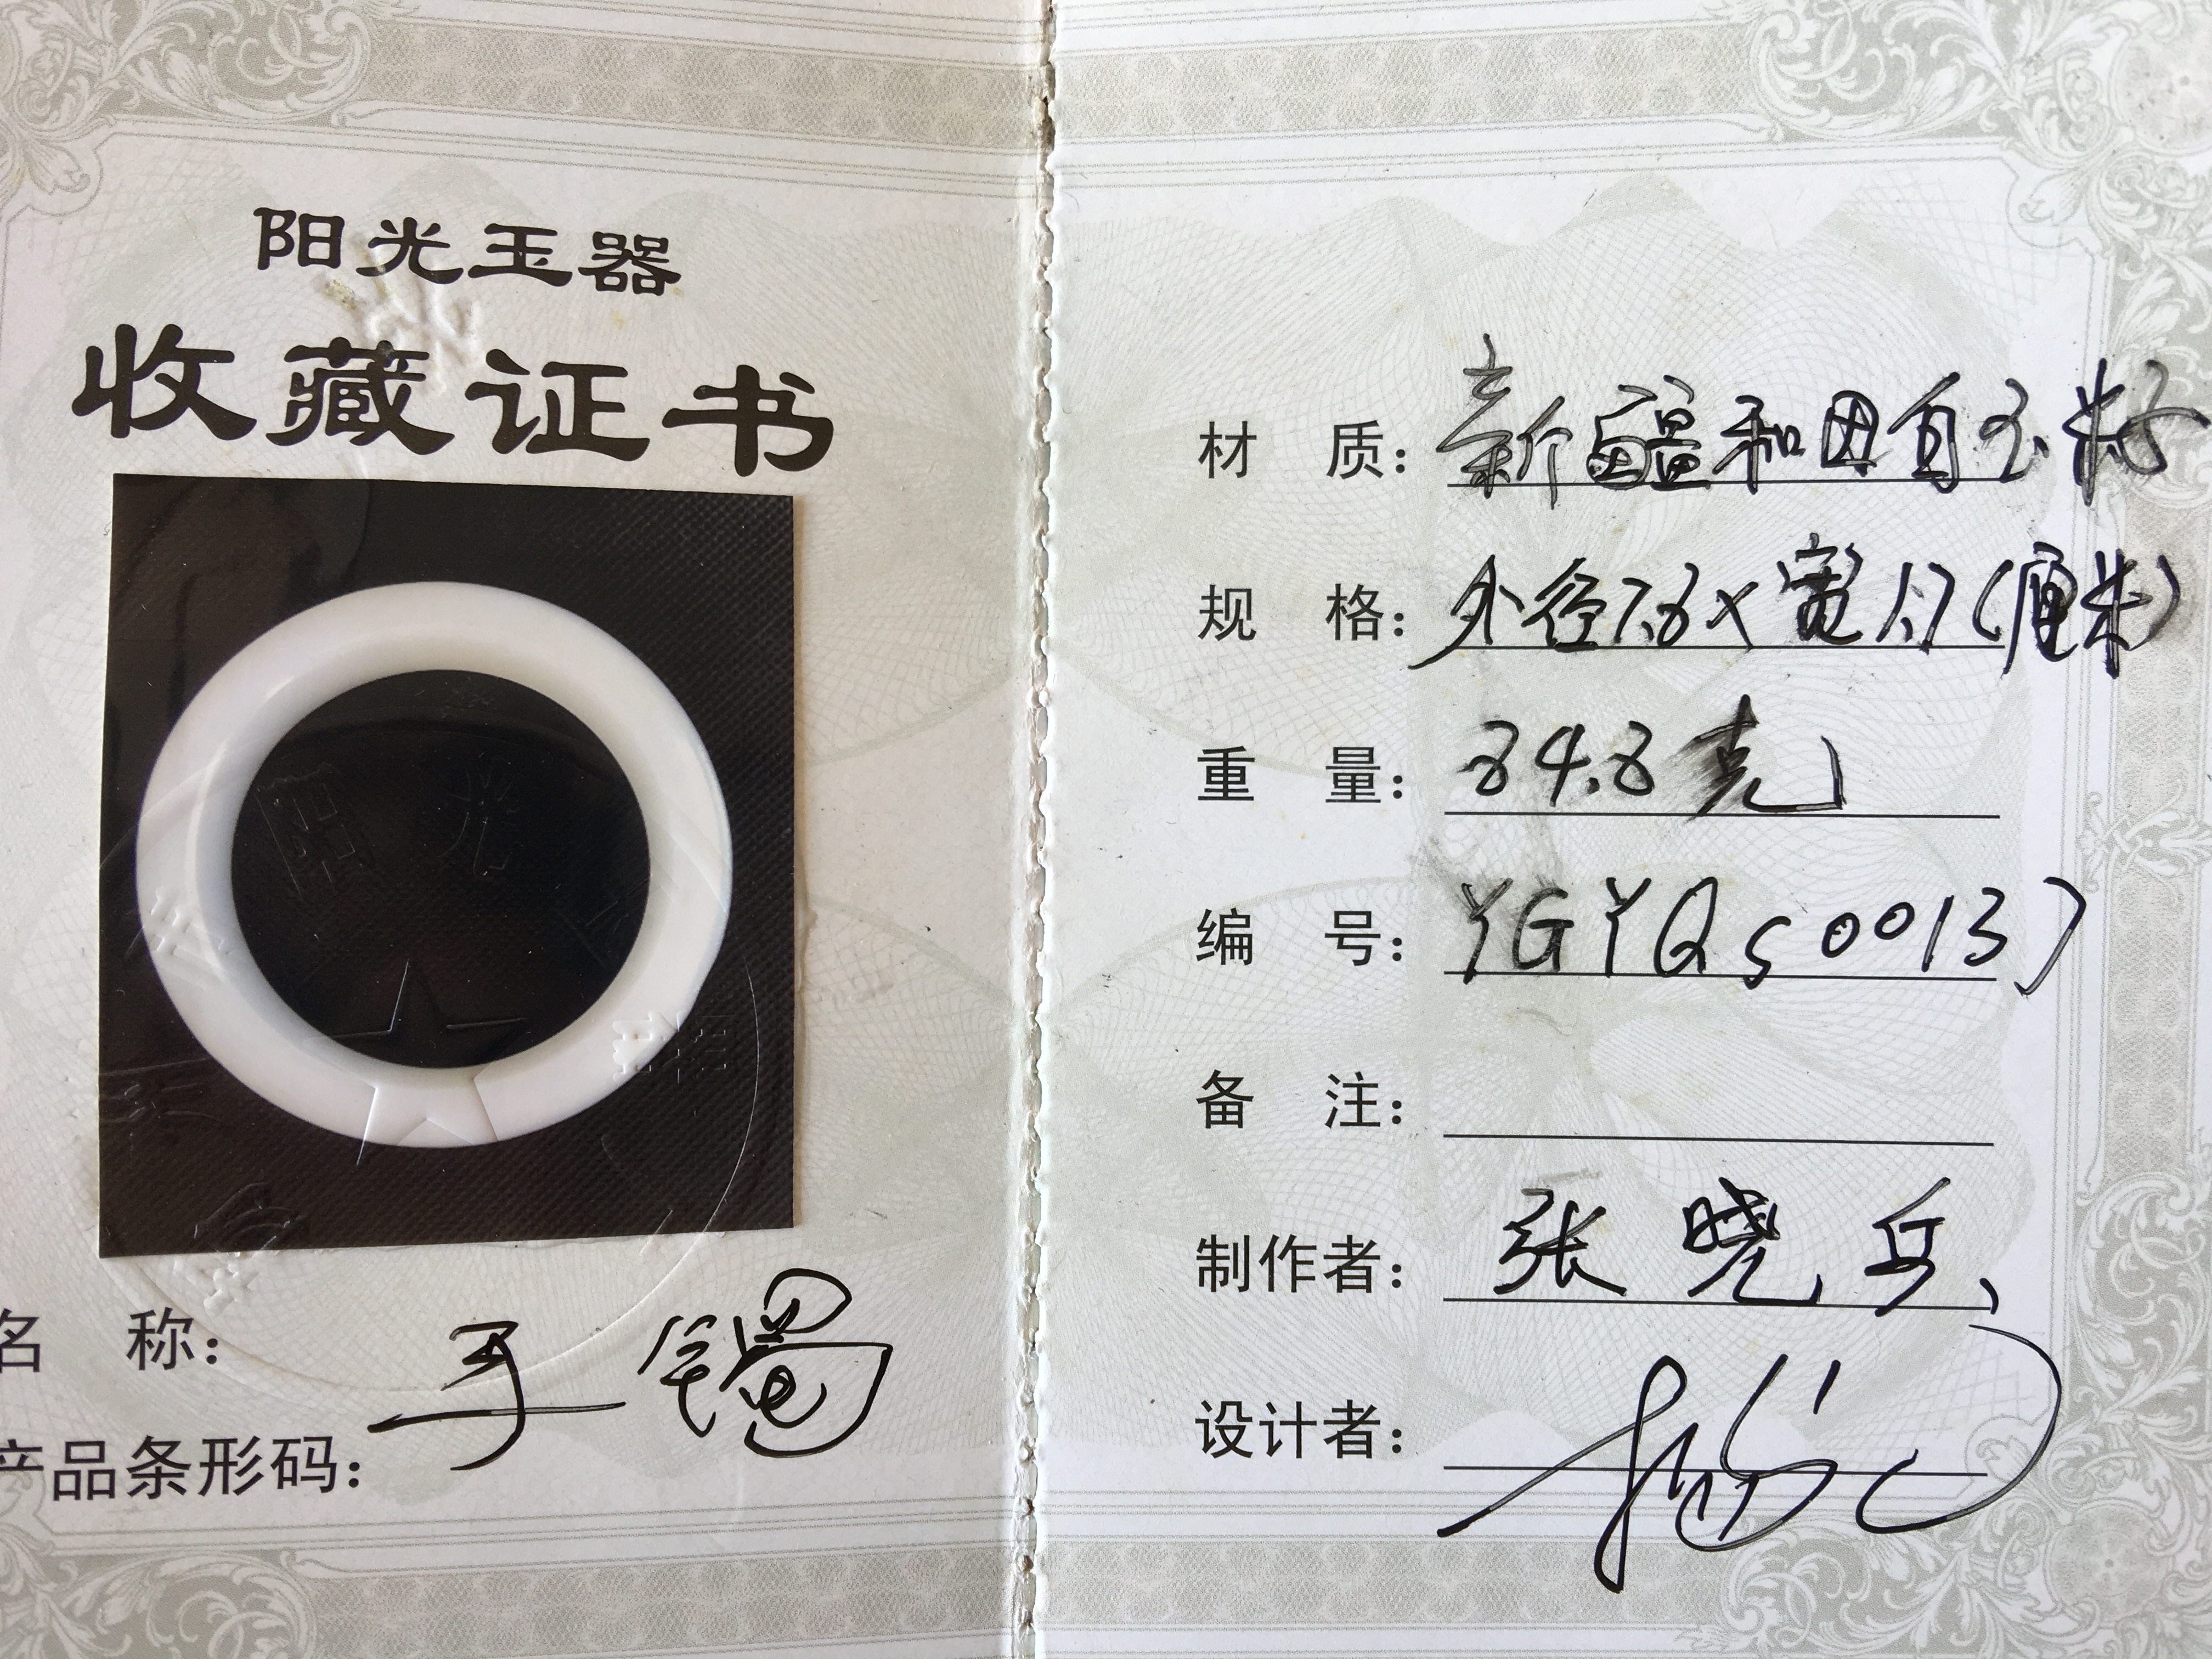 阳光玉器
收藏证书
名 称：手镯
产品条形码：
材 质：新疆和田白玉籽
规 格：外径7.8×宽1.7(厘米)
重 量：84.8克
编 号：YGYQS00137
备 注：
制作者：张晓兵
设计者：